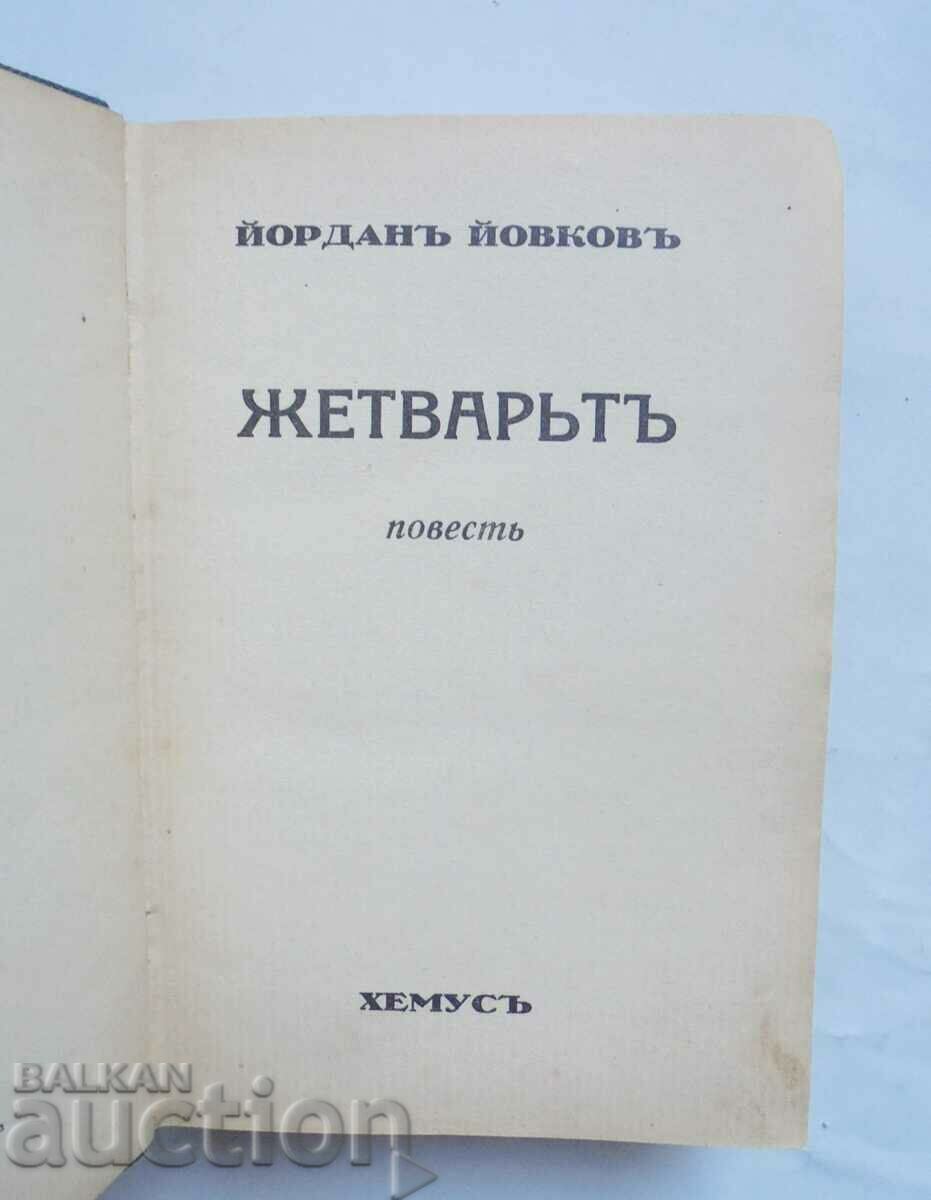 ЙОРДАНЪ ЙОВКОВЪ
ЖЕТВАРЬТЪ
повесть
ХЕМУСЪ
BALKAN
auction